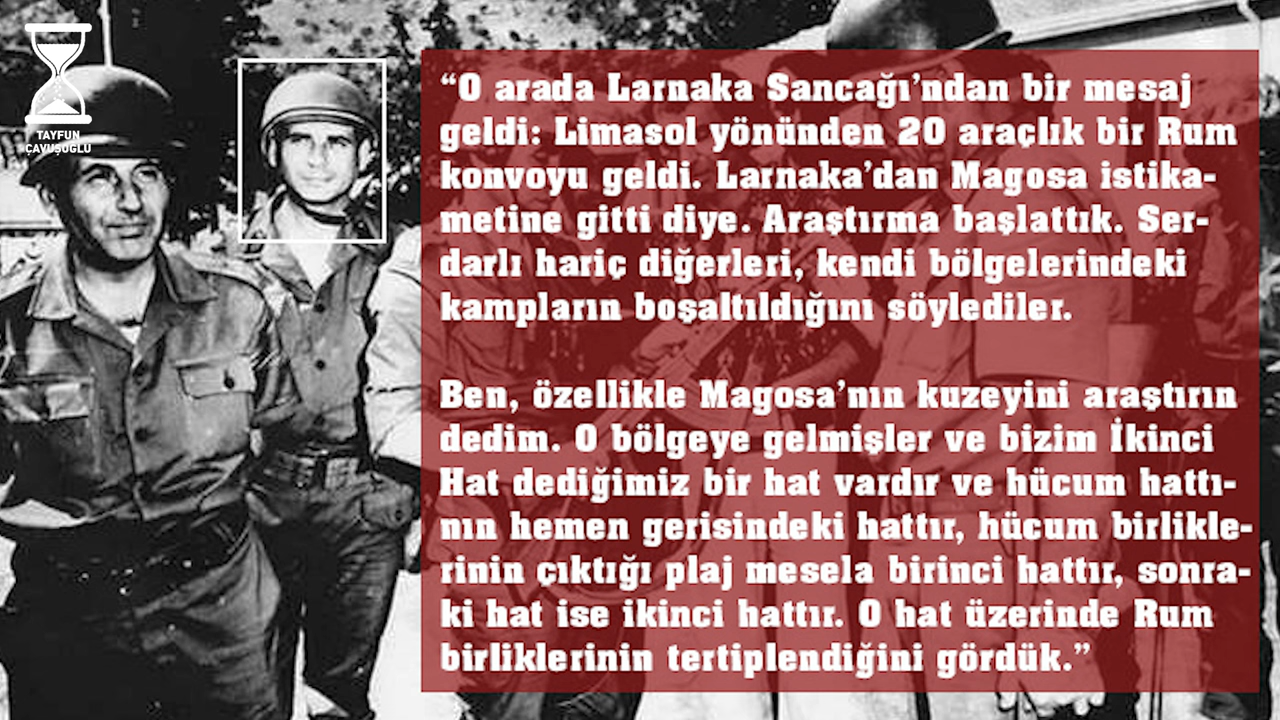 TAYFUN
ÇAVUŞOĞLU
“O arada Larnaka Sancağı’ndan bir mesaj
geldi: Limasol yönünden 20 araçlık bir Rum
konvoyu geldi. Larnaka’dan Magosa istika-
metine gitti diye. Araştırma başlattık. Ser-
darlı hariç diğerleri, kendi bölgelerindeki
kampların boşaltıldığını söylediler.
Ben, özellikle Magosa’nın kuzeyini araştırın
dedim. O bölgeye gelmişler ve bizim İkinci
Hat dediğimiz bir hat vardır ve hücum hattı-
nın hemen gerisindeki hattır, hücum birlikle-
rinin çıktığı plaj mesela birinci hattır, sonra-
ki hat ise ikinci hattır. O hat üzerinde Rum
birliklerinin tertiplendiğini gördük.”